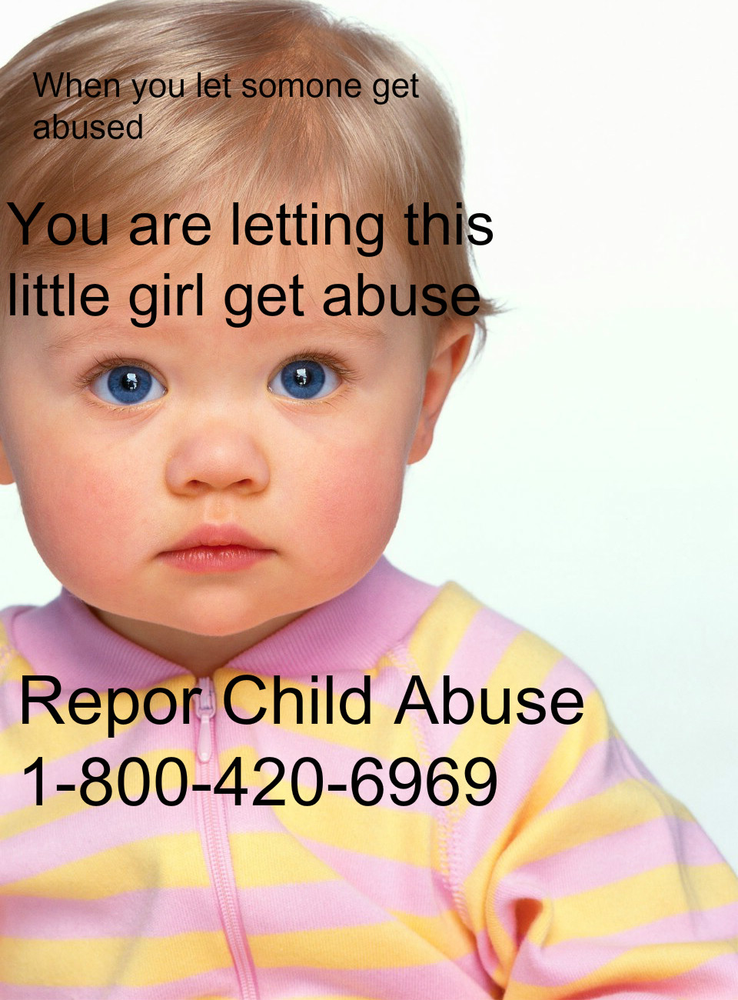 When you let somone get
abused
You are letting this
little girl get abuse
Repor Child Abuse
1-800-420-6969